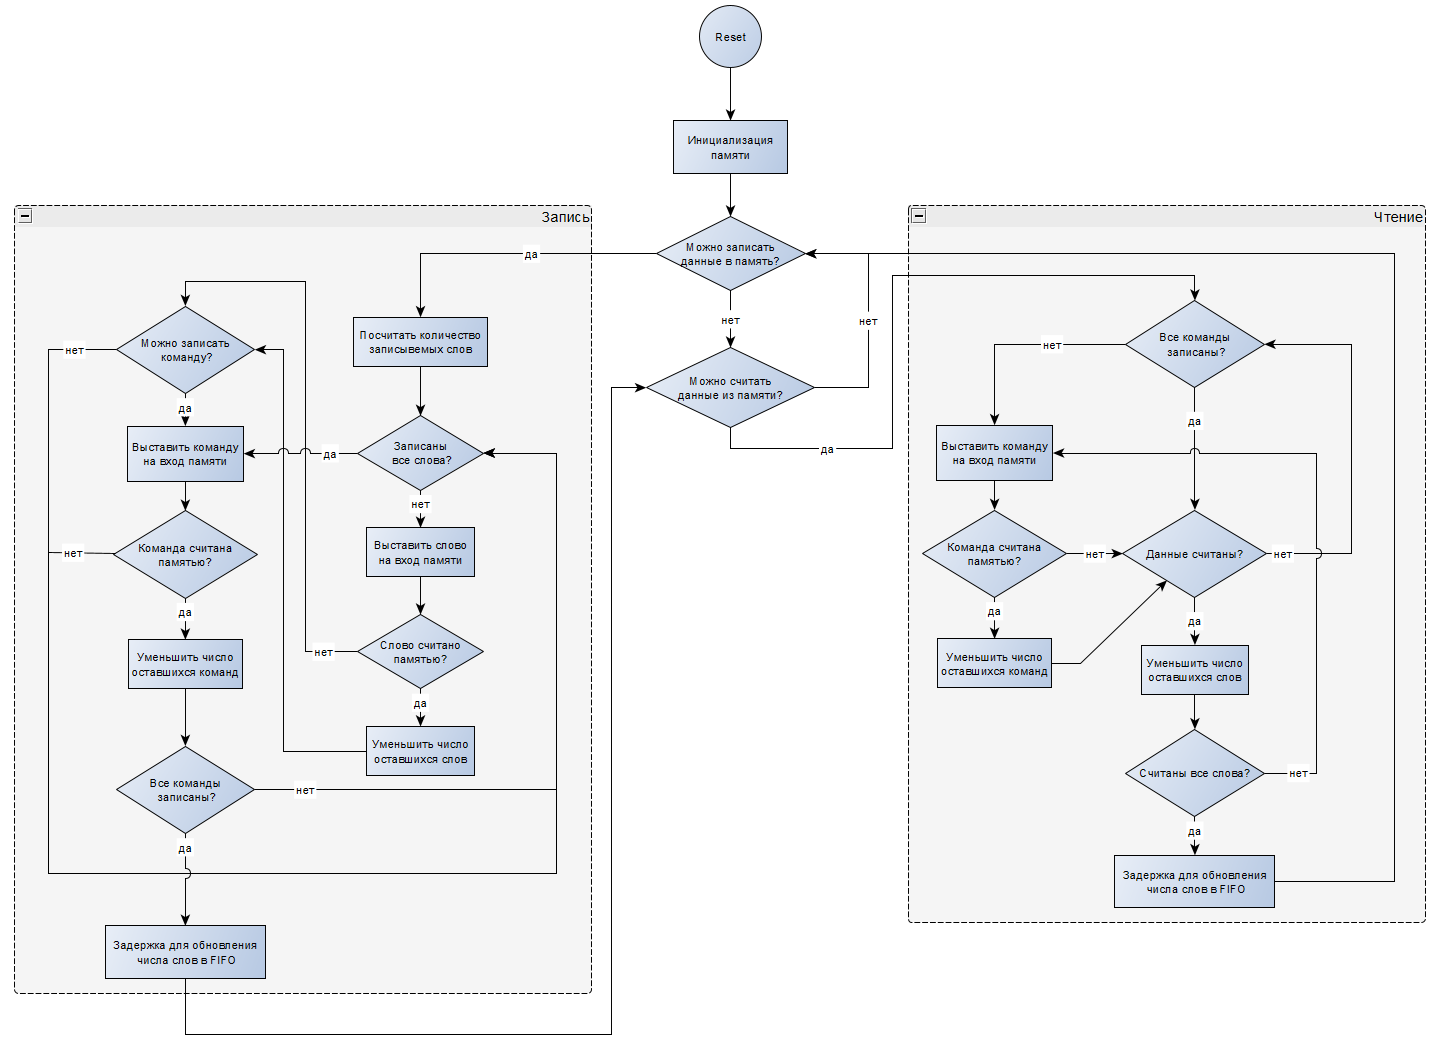 Reset
Инициализация
памяти
Запись
Чтение
Можно записать
данные в память?
да
нет
нет
Можно считать
данные из памяти?
да
Посчитать количество
записывемых слов
Записаны
все слова?
да
нет
Выставить слово
на вход памяти
Слово считано
памятью?
нет
да
Уменьшить число
оставшихся слов
Можно записать
команду?
нет
да
Выставить команду
на вход памяти
Команда считана
памятью?
нет
да
Уменьшить число
оставшихся команд
Все команды
записаны?
нет
да
Задержка для обновления
числа слов в FIFO
Все команды
записаны?
нет
да
Выставить команду
на вход памяти
Команда считана
памятью?
нет
да
Уменьшить число
оставшихся команд
Данные считаны?
нет
да
Уменьшить число
оставшихся слов
Считаны все слова?
нет
да
Задержка для обновления
числа слов в FIFO